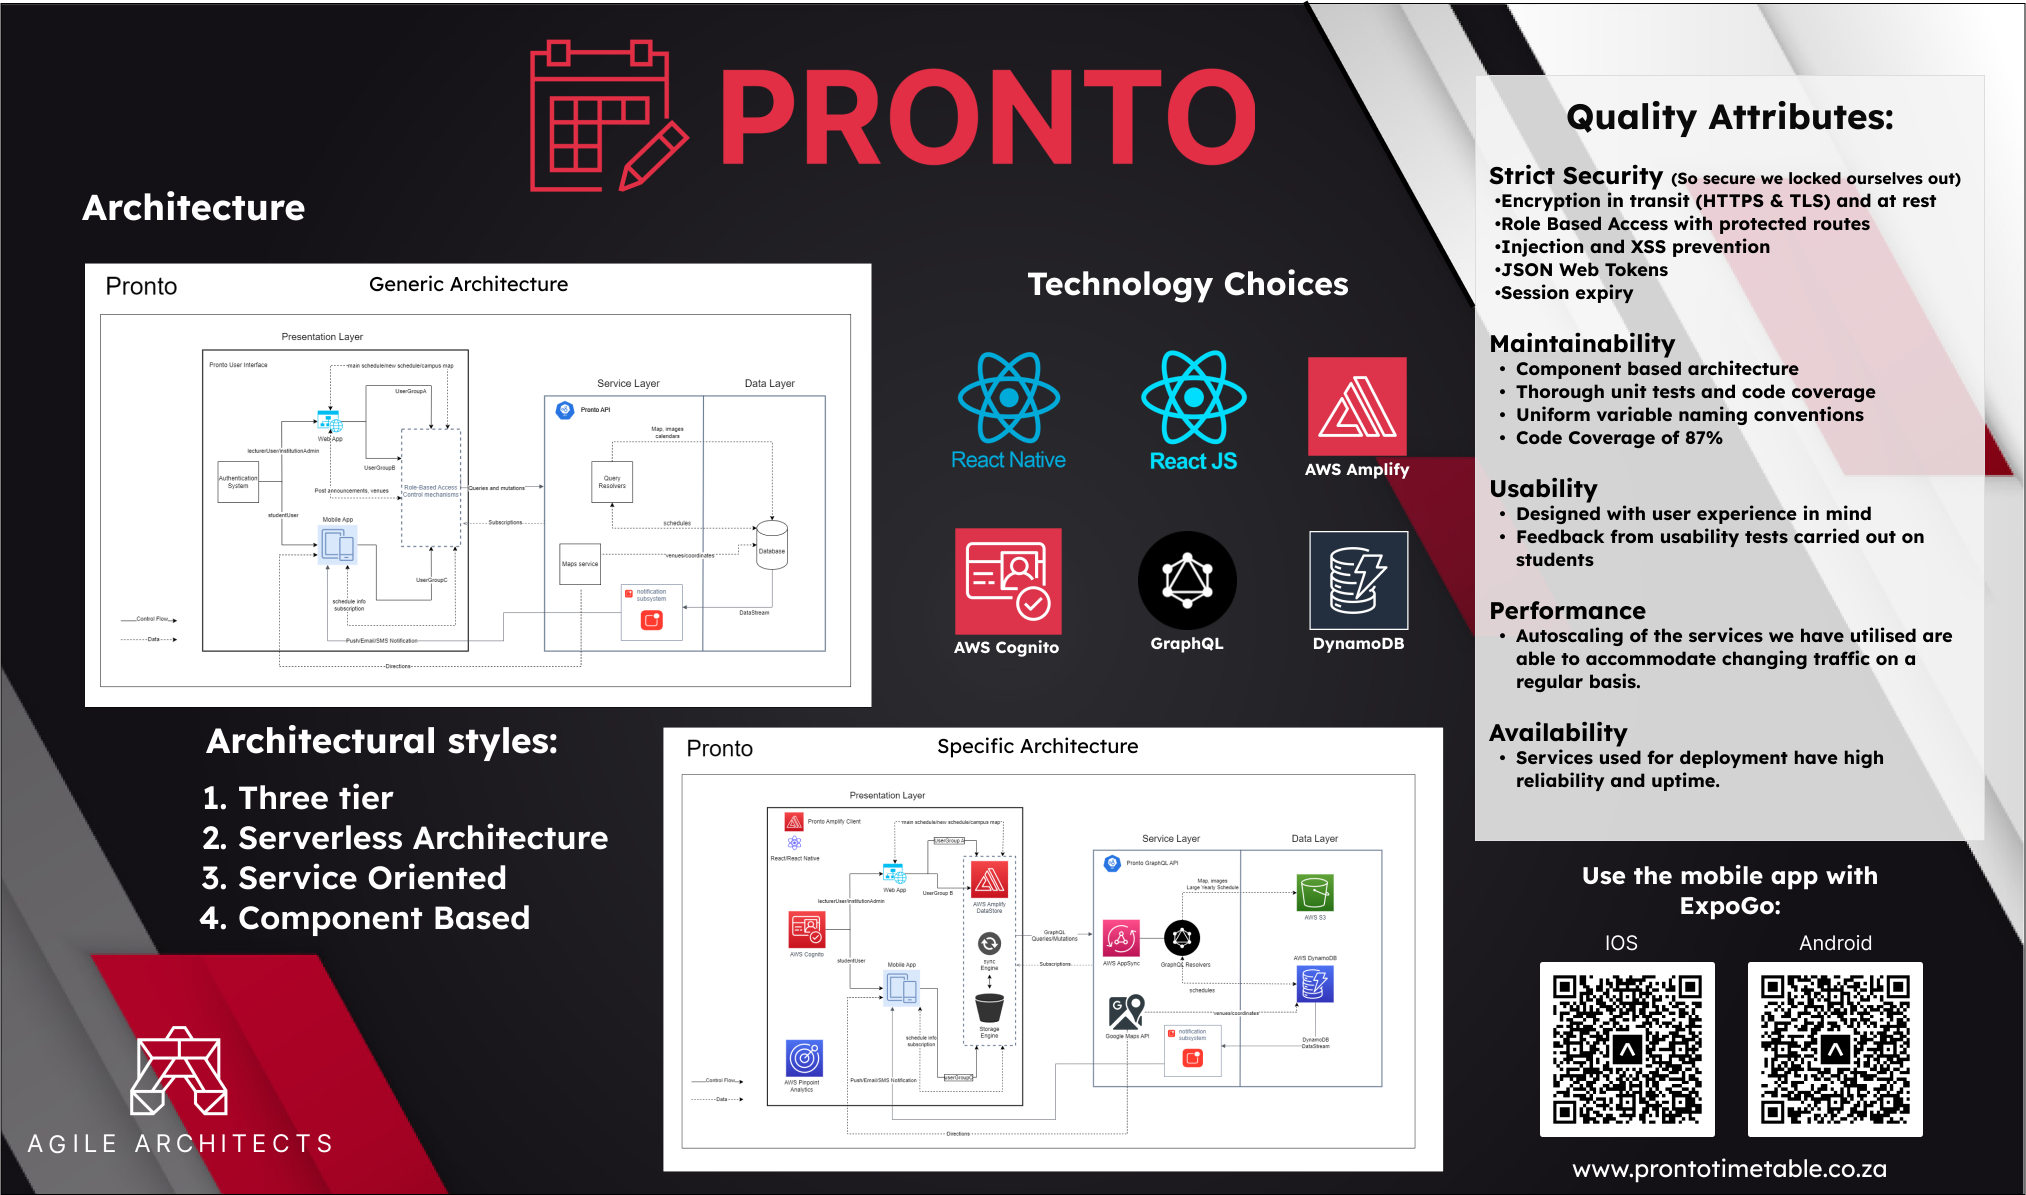 PRONTO
Architecture
Pronto
Generic Architecture
Presentation Layer
Pronto User Interface
main schedule/new schedule/campus map
UserGroupA
Web App
lecturerUser/InstitutionAdmin
UserGroupB
Authentication
System
Post announcements, venues
Role-Based Access
Control mechanisms
studentUser
Mobile App
UserGroupC
schedule info
subscription
Control Flow
Data
Push/Email/SMS Notification
Directions
Queries and mutations
Subscriptions
Service Layer
Data Layer
Pronto API
Map, images
calendars
Query
Resolvers
schedules
venues/coordinates
Database
Maps service
notification
subsystem
DataStream
Technology Choices
React Native
React JS
AWS Amplify
AWS Cognito
GraphQL
DynamoDB
Architectural styles:
1. Three tier
2. Serverless Architecture
3. Service Oriented
4. Component Based
Pronto
Specific Architecture
Presentation Layer
Pronto Amplify Client
React/React Native
main schedule/new schedule/campus map
UserGroup A
Web App
UserGroup B
lecturerUser/InstitutionAdmin
AWS Amplify
DataStore
AWS Cognito
studentUser
Mobile App
sync
Engine
Storage
Engine
schedule info
subscription
AWS Pinpoint
Analytics
Push/Email/SMS Notification
userGroupC
Control Flow
Data
Directions
GraphQL
Queries/Mutations
Subscriptions
Service Layer
Data Layer
Pronto GraphQL API
Map, images
Large Yearly Schedule
AWS S3
AWS AppSync
GraphQL Resolvers
AWS DynamoDB
schedules
G
venues/coordinates
Google Maps API
notification
subsystem
DynamoDB
DataStream
Quality Attributes:
Strict Security (So secure we locked ourselves out)
•Encryption in transit (HTTPS & TLS) and at rest
•Role Based Access with protected routes
•Injection and XSS prevention
•JSON Web Tokens
•Session expiry
Maintainability
• Component based architecture
• Thorough unit tests and code coverage
• Uniform variable naming conventions
• Code Coverage of 87%
Usability
• Designed with user experience in mind
• Feedback from usability tests carried out on
students
Performance
• Autoscaling of the services we have utilised are
able to accommodate changing traffic on a
regular basis.
Availability
• Services used for deployment have high
reliability and uptime.
Use the mobile app with
ExpoGo:
IOS
Android
www.prontotimetable.co.za
AGILE ARCHITECTS